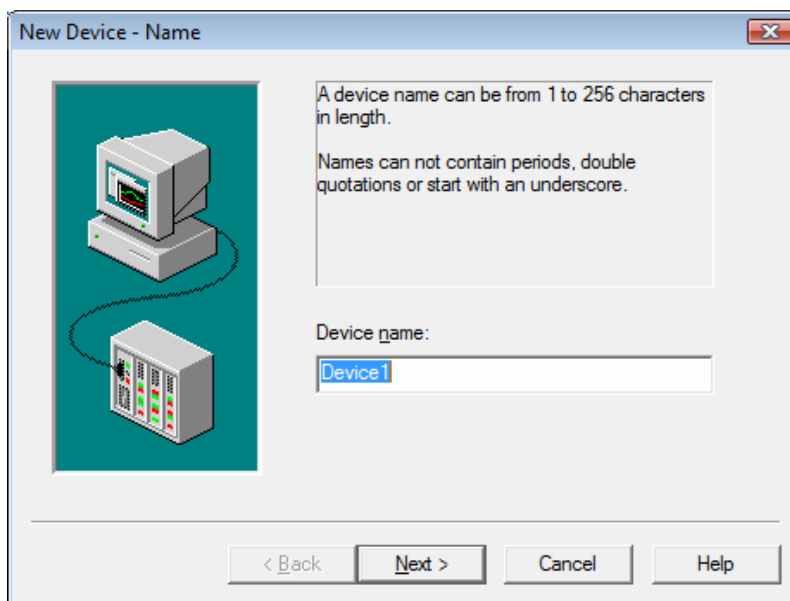 New Device - Name
A device name can be from 1 to 256 characters
in length.
Names can not contain periods, double
quotations or start with an underscore.
Device name:
Device1
< Back
Next >
Cancel
Help